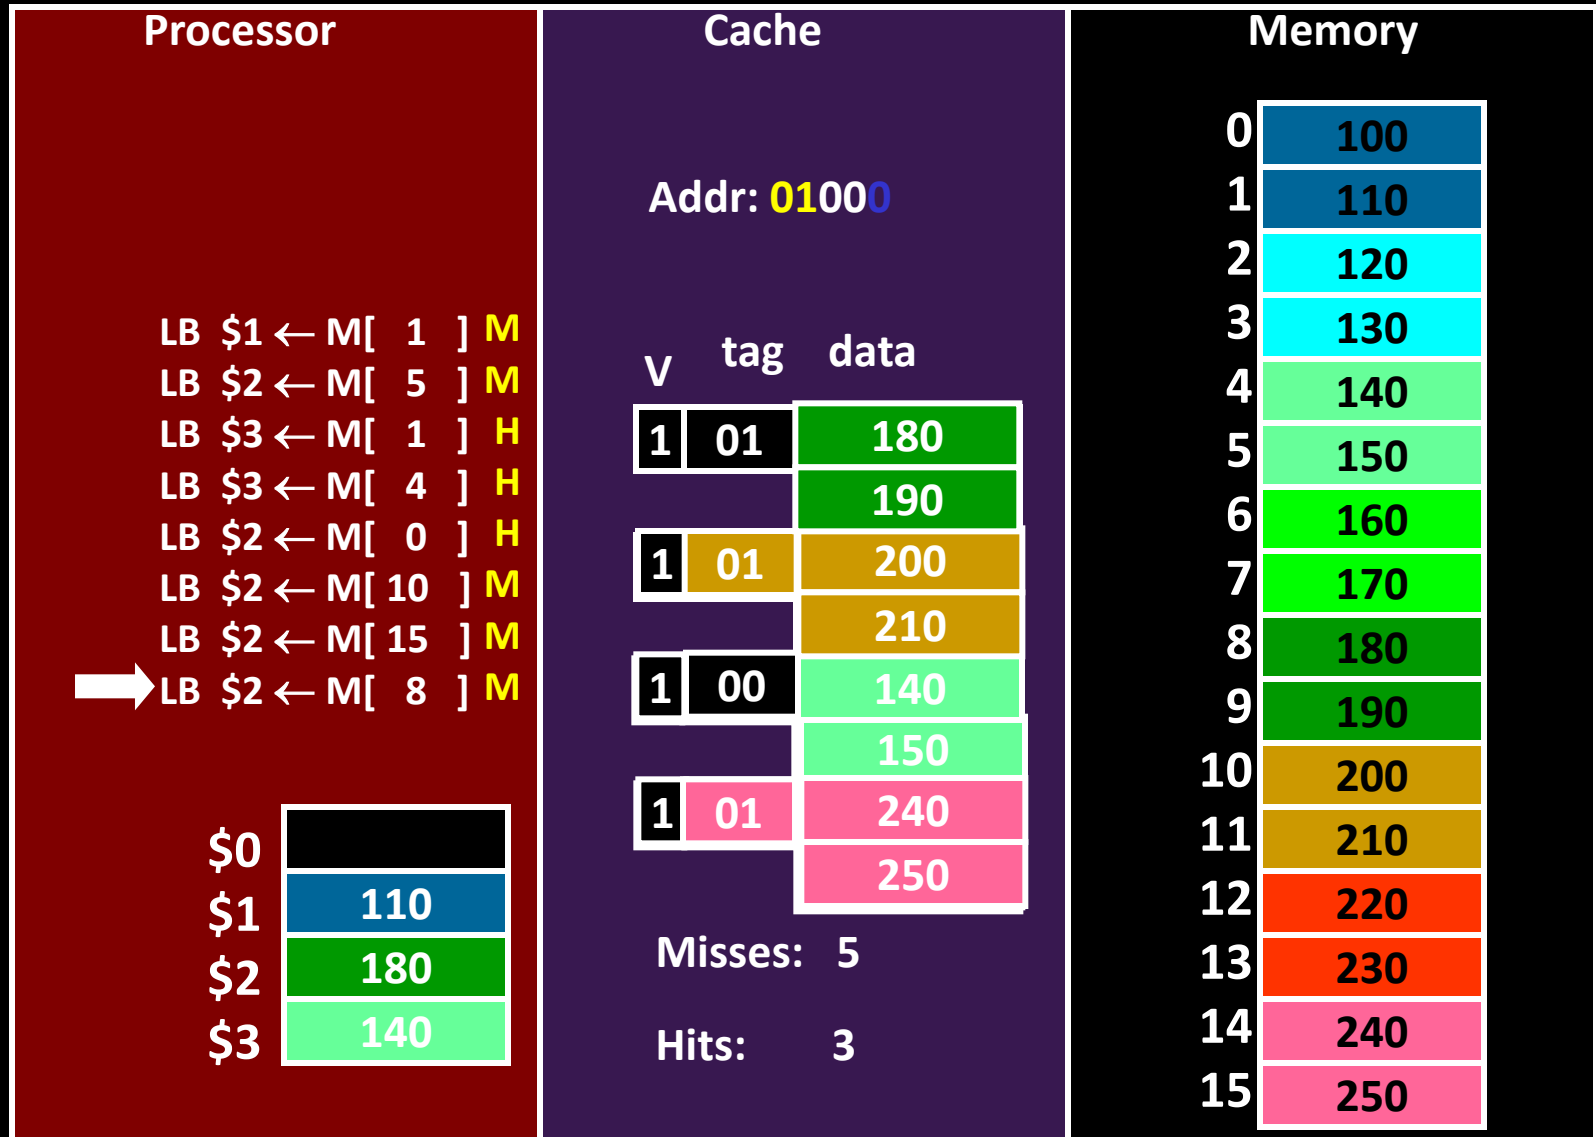 Processor
LB $1 ← M[ 1 ] M
LB $2 ← M[ 5 ] M
LB $3 ← M[ 1 ] H
LB $3 ← M[ 4 ] H
LB $2 ← M[ 0 ] H
LB $2 ← M[ 10 ] M
LB $2 ← M[ 15 ] M
LB $2 ← M[ 8 ] M
$0
$1 110
$2 180
$3 140
Cache
Addr: 01000
V tag data
1 01 180
190
1 01 200
210
1 00 140
150
1 01 240
250
Misses: 5
Hits: 3
Memory
0 100
1 110
2 120
3 130
4 140
5 150
6 160
7 170
8 180
9 190
10 200
11 210
12 220
13 230
14 240
15 250